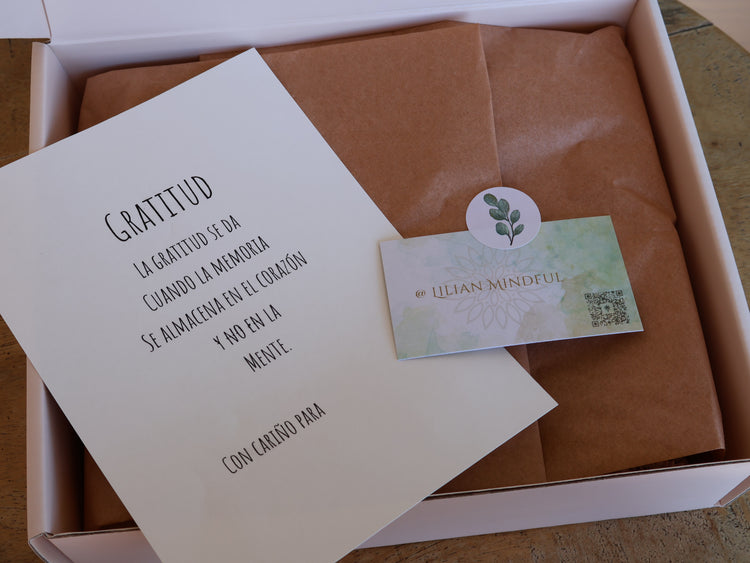 Gratitud
La gratitud se da
cuando la memoria
se almacena en el corazón
y no en la
mente.
Con cariño para
@ Lilian Mindful